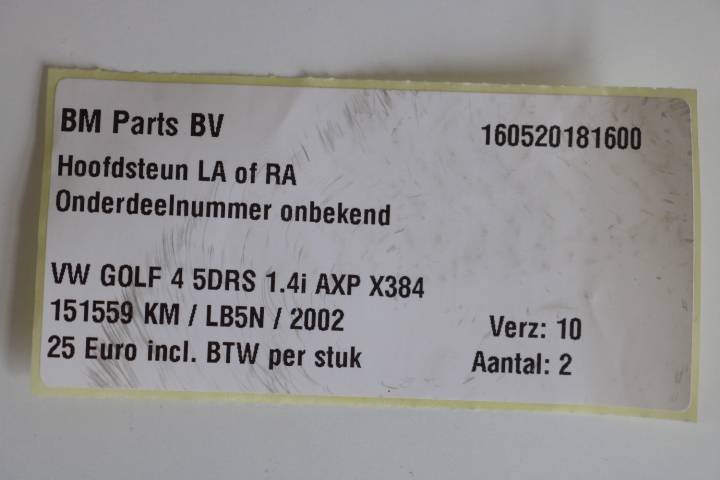 BM Parts BV 160520181600
Hoofdsteun LA of RA
Onderdeelnummer onbekend
VW GOLF 4 5DRS 1.4i AXP X384
151559 KM / LB5N / 2002 Verz: 10
25 Euro incl. BTW per stuk Aantal: 2